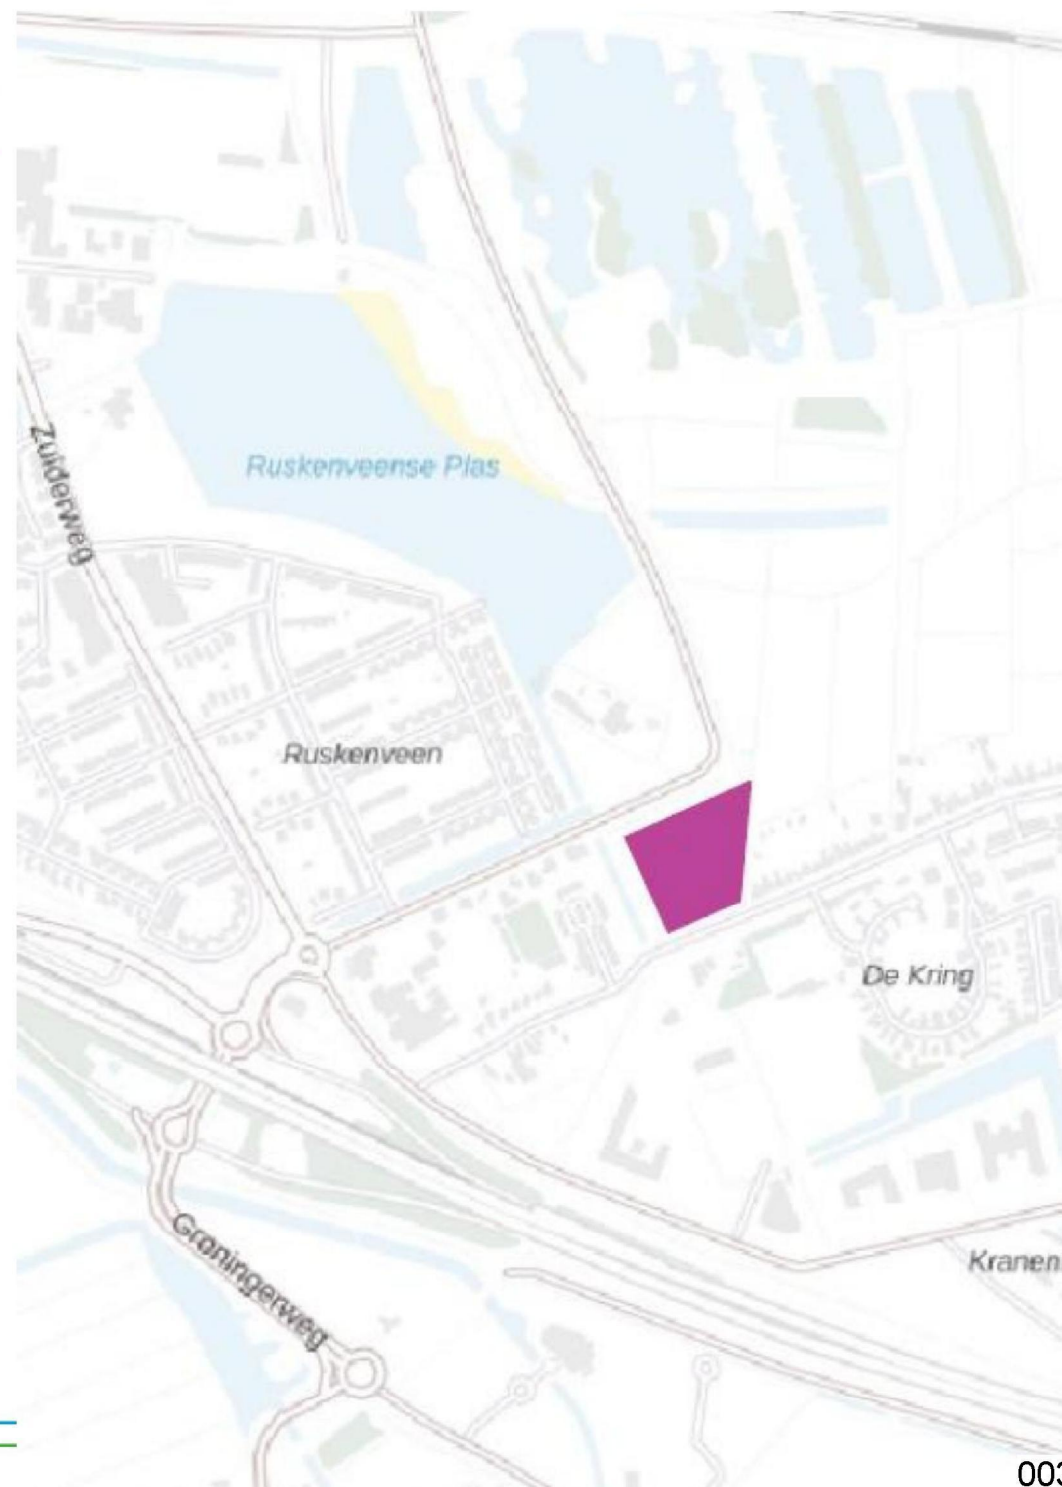 Zuiderweg
Ruskenveense Plas
Ruskenveen
De Kring
Groningerweg
Kranen
003